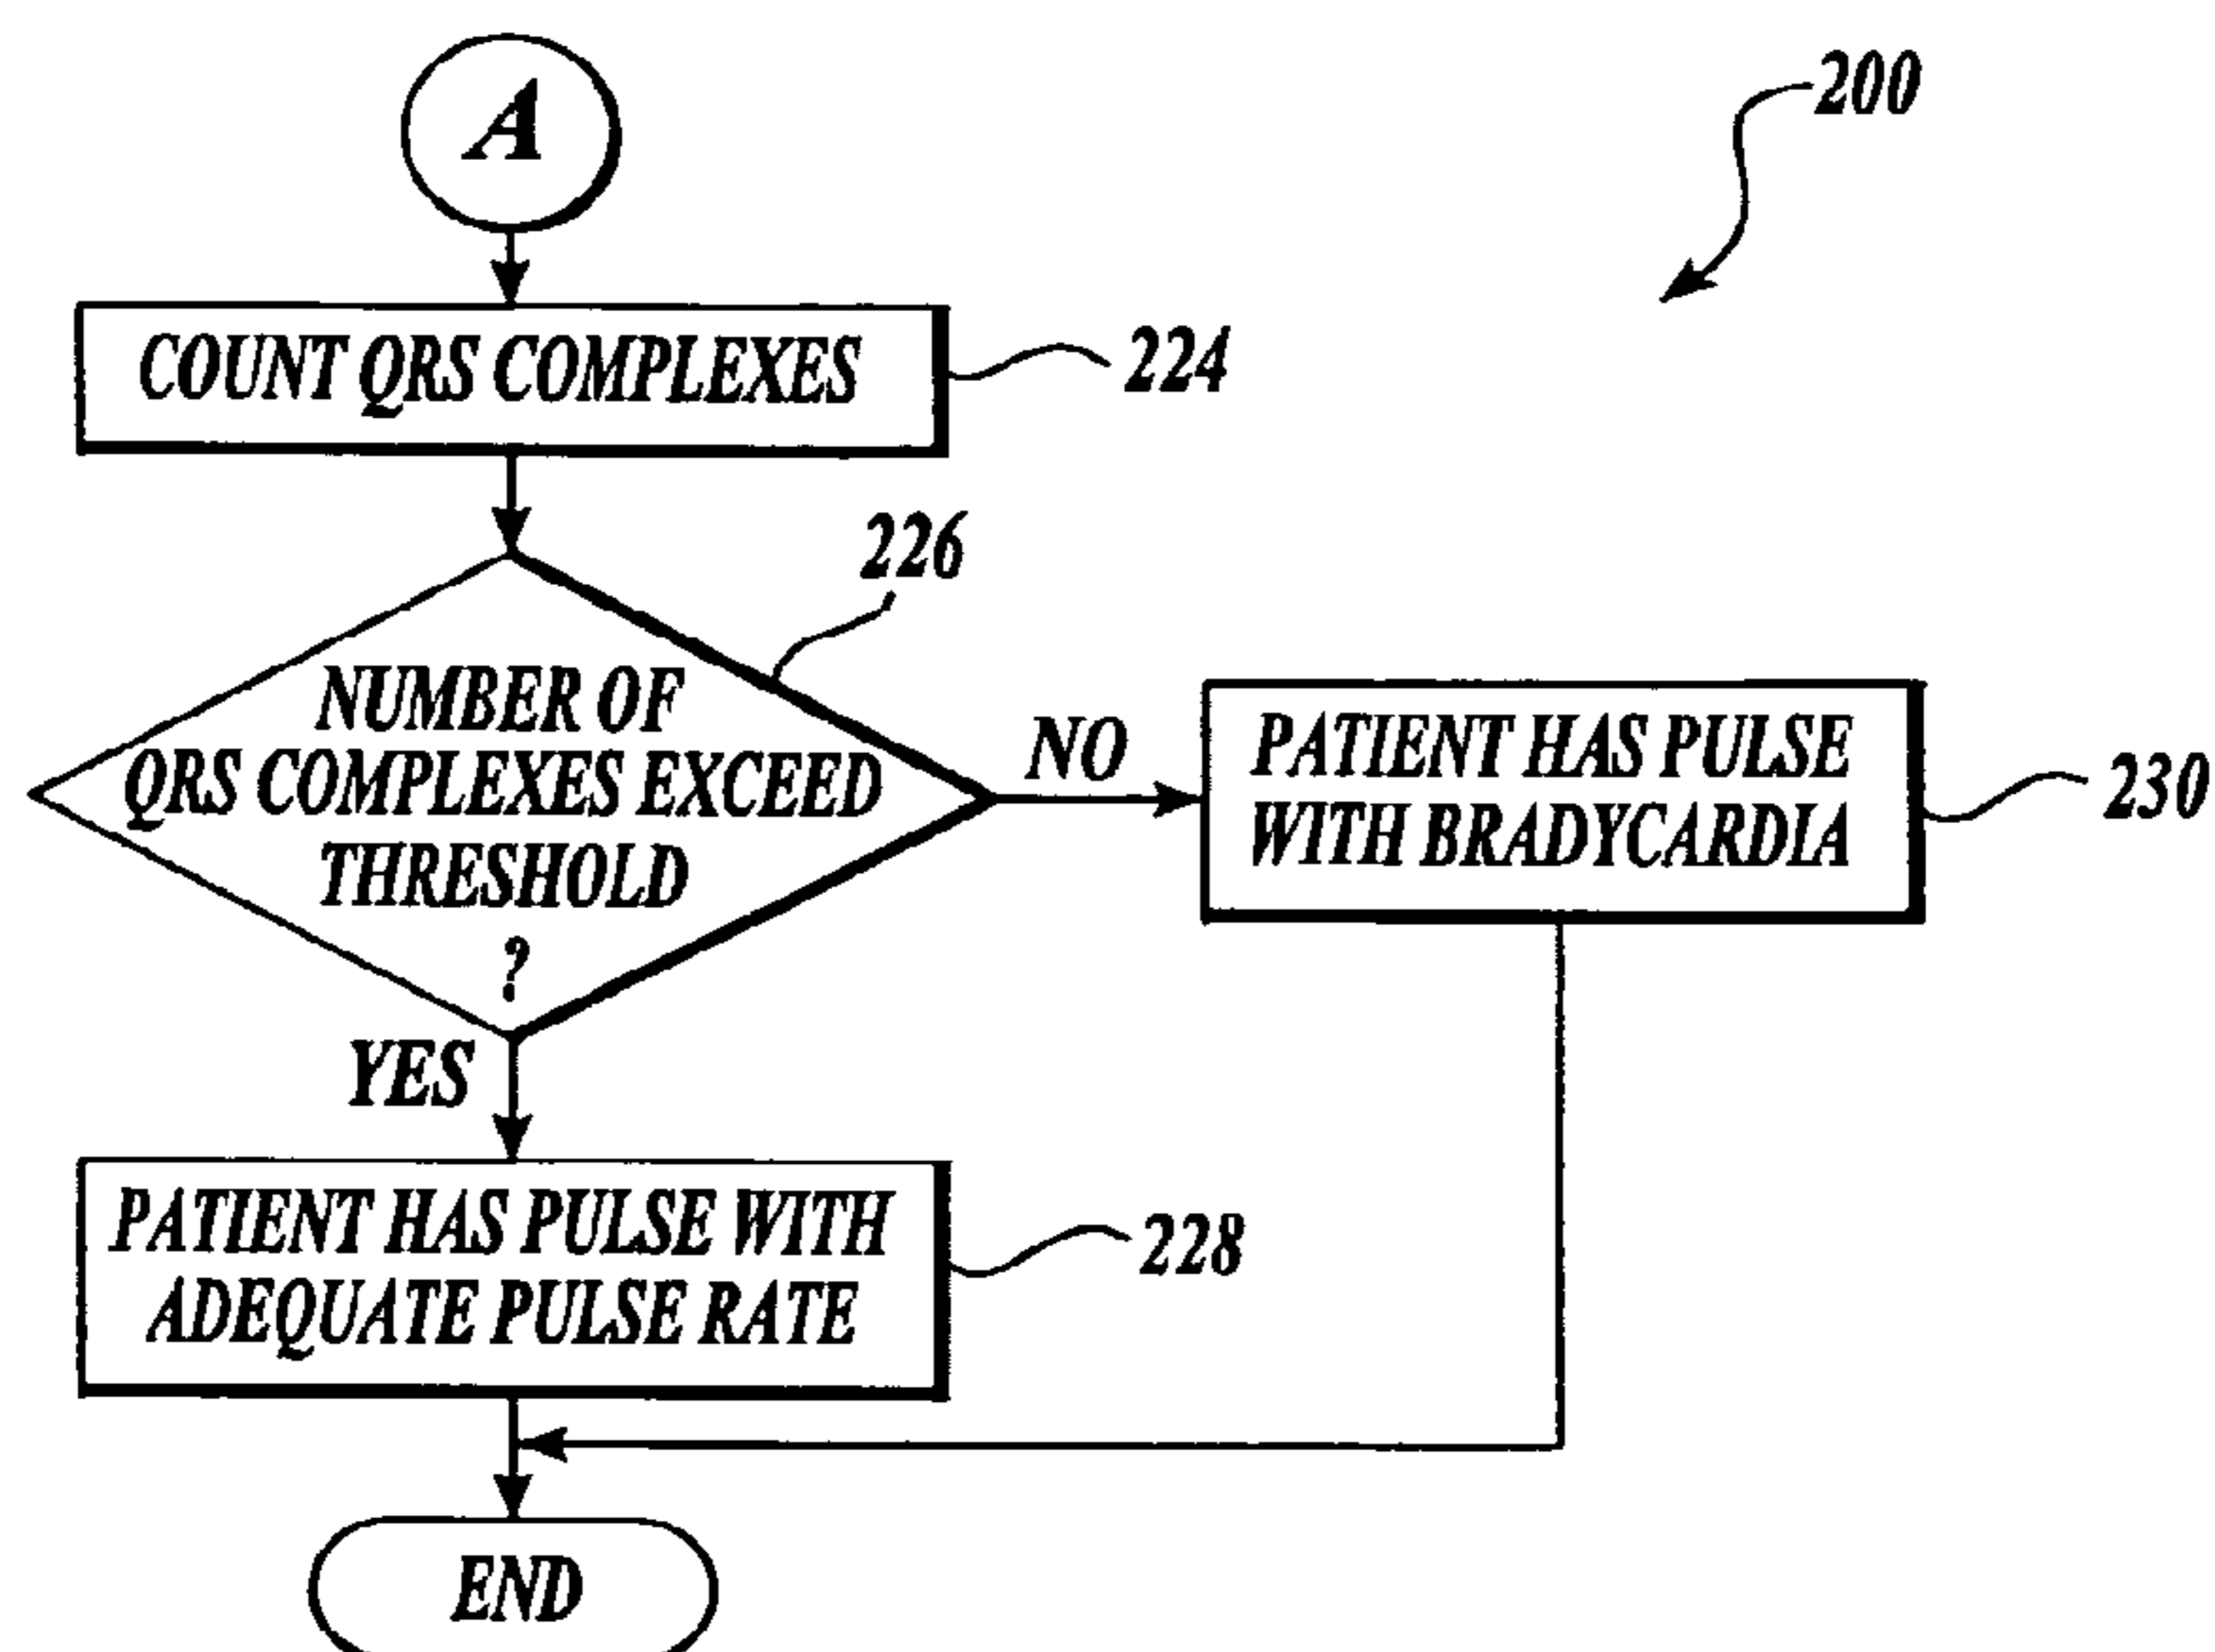 A
200
COUNT QRS COMPLEXES
224
226
NUMBER OF
QRS COMPLEXES EXCEED
THRESHOLD
?
NO
PATIENT HAS PULSE
WITH BRADYCARDIA
230
YES
PATIENT HAS PULSE WITH
ADEQUATE PULSE RATE
228
END